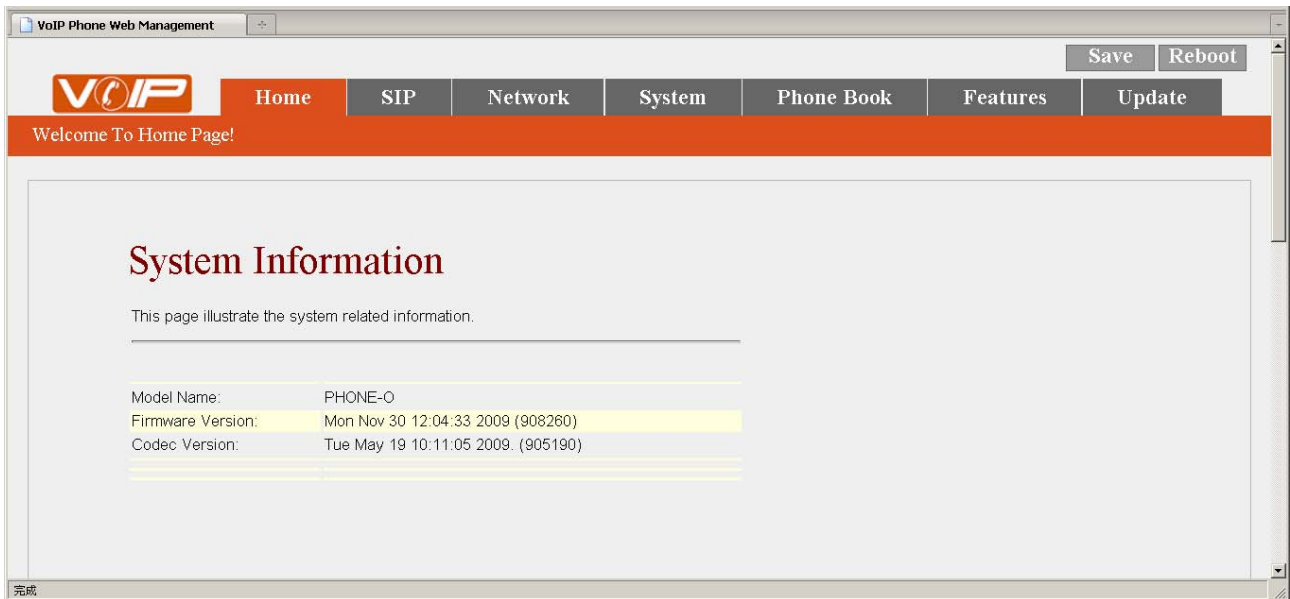 VoIP Phone Web Management
Save Reboot
VOIP Home SIP Network System Phone Book Features Update
Welcome To Home Page!
System Information
This page illustrate the system related information.
Model Name: PHONE-O
Firmware Version: Mon Nov 30 12:04:33 2009 (908260)
Codec Version: Tue May 19 10:11:05 2009. (905190)
完成